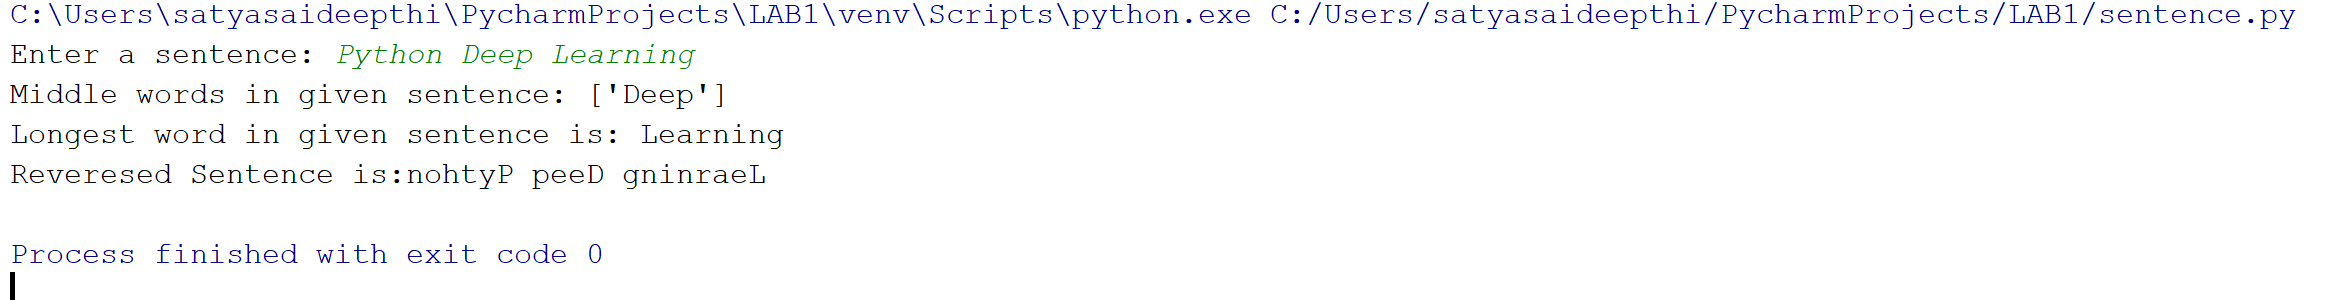 C:\Users\satyasaideepthi\PycharmProjects\LAB1\venv\Scripts\python.exe C:/Users/satyasaideepthi/PycharmProjects/LAB1/sentence.py
Enter a sentence: Python Deep Learning
Middle words in given sentence: ['Deep']
Longest word in given sentence is: Learning
Reveresed Sentence is:nohtyP peeD gninraeL
Process finished with exit code 0